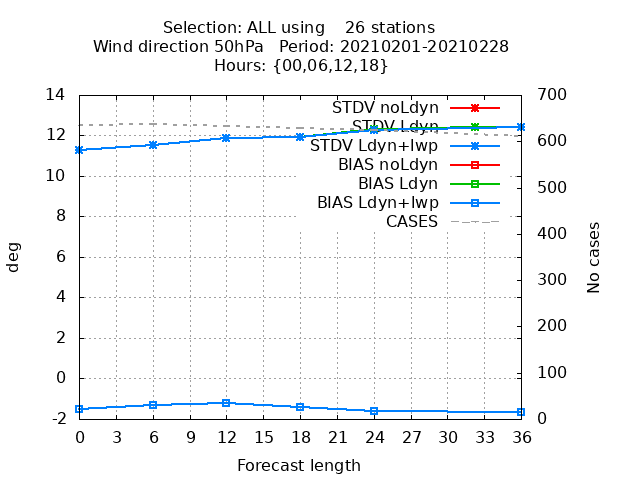 Selection: ALL using    26 stations
Wind direction 50hPa   Period: 20210201-20210228
Hours: {00,06,12,18}
14
12
10
8
6
4
2
0
-2
deg
700
600
500
400
300
200
100
0
No cases
STDV noLdyn
STDV Ldyn
STDV Ldyn+lwp
BIAS noLdyn
BIAS Ldyn
BIAS Ldyn+lwp
CASES
0 3 6 9 12 15 18 21 24 27 30 33 36
Forecast length